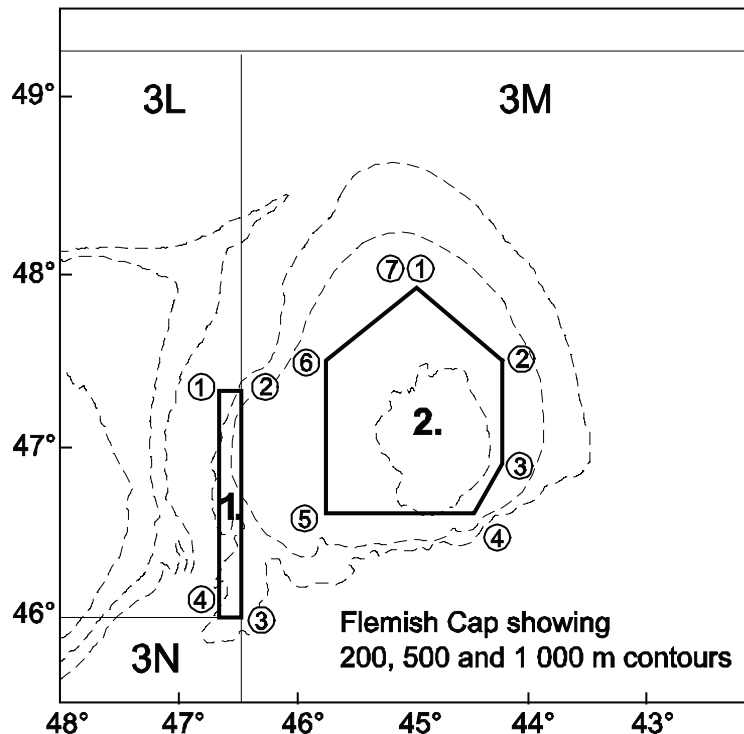 3L 3M
49°
48°
⑦ ①
⑥ ②
① ②
2.
47°
③
1.
⑤ ④
④ ③
46°
3N
Flemish Cap showing
200, 500 and 1 000 m contours
48° 47° 46° 45° 44° 43°